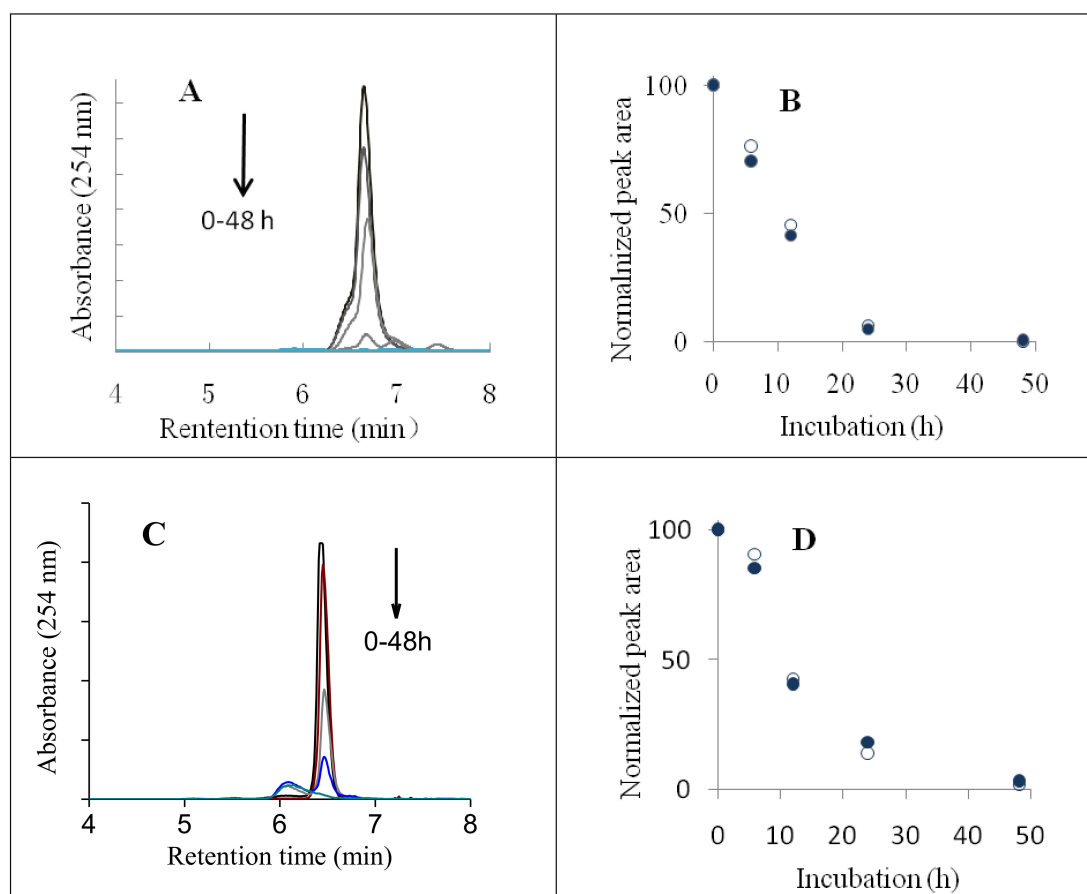 A
Absorbance (254 nm)
0-48 h
4 5 6 7 8
Rentention time (min)
B
Normalnized peak area
100
50
0
0 10 20 30 40 50
Incubation (h)
C
Absorbance (254 nm)
0-48h
4 5 6 7 8
Retention time (min)
D
Normalized peak area
100
50
0
0 10 20 30 40 50
Incubation (h)